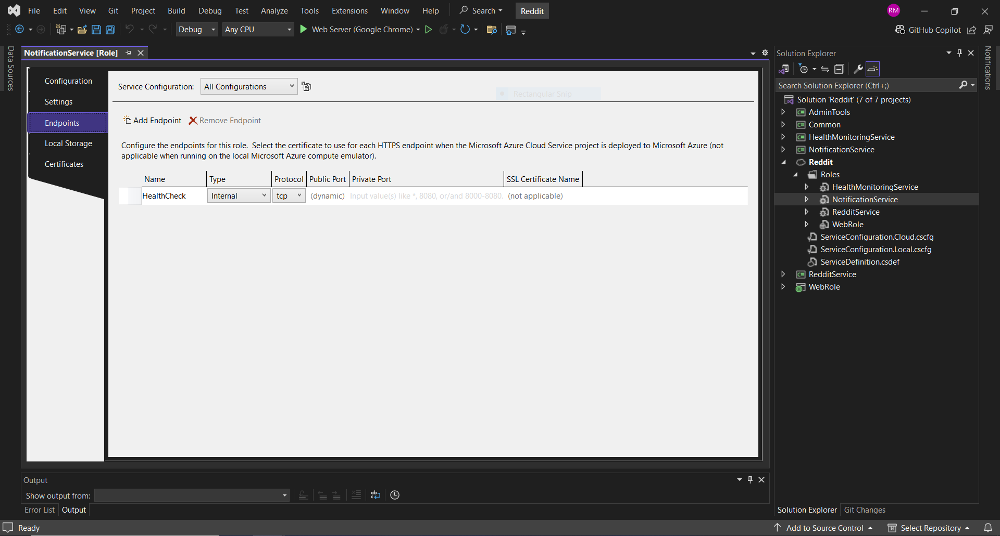 File Edit View Git Project Build Debug Test Analyze Tools Extensions Window Help Search Reddit RM
Debug Any CPU Web Server (Google Chrome) GitHub Copilot
Data Sources
NotificationService [Role]
Configuration
Settings
Endpoints
Local Storage
Certificates
Service Configuration: All Configurations
Rectangular Snip
Add Endpoint Remove Endpoint
Configure the endpoints for this role. Select the certificate to use for each HTTPS endpoint when the Microsoft Azure Cloud Service project is deployed to Microsoft Azure (not
applicable when running on the local Microsoft Azure compute emulator).
Name Type Protocol Public Port Private Port SSL Certificate Name
HealthCheck Internal tcp (dynamic) Input value(s) like *, 8080, or/and 8000-8080. (not applicable)
Output
Show output from:
Error List Output
Solution Explorer
Search Solution Explorer (Ctrl+;)
Solution 'Reddit' (7 of 7 projects)
C# AdminTools
C# Common
C# HealthMonitoringService
C# NotificationService
Reddit
Roles
HealthMonitoringService
NotificationService
RedditService
WebRole
ServiceConfiguration.Cloud.cscfg
ServiceConfiguration.Local.cscfg
ServiceDefinition.csdef
C# RedditService
WebRole
Solution Explorer Git Changes
Notifications
Ready Add to Source Control Select Repository